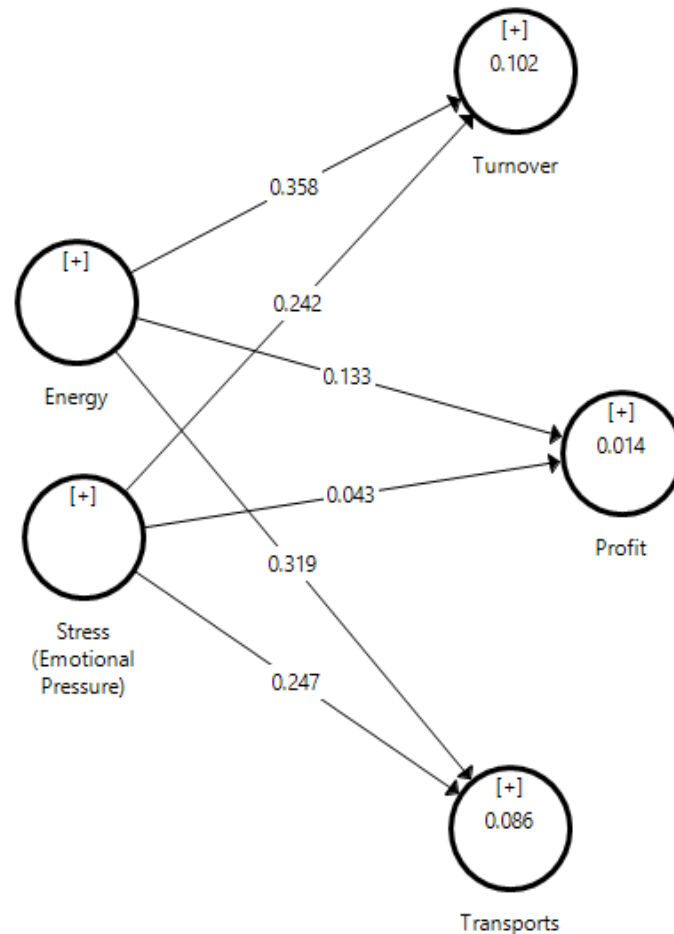 [+]
0.102
Turnover
0.358
[+]
Energy
0.242
0.133
[+]
0.014
Profit
[+]
0.043
Stress
(Emotional
Pressure)
0.319
0.247
[+]
0.086
Transports